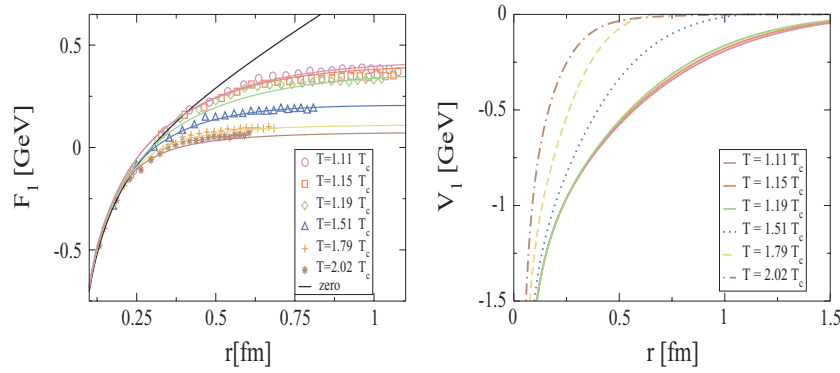 0.5
0
-0.5
F1 [GeV]
T=1.11 Tc
T=1.15 Tc
T=1.19 Tc
T=1.51 Tc
T=1.79 Tc
T=2.02 Tc
zero
0.25 0.5 0.75 1
r[fm]
0
-0.5
-1
-1.5
V1 [GeV]
T = 1.11 Tc
T = 1.15 Tc
T = 1.19 Tc
T = 1.51 Tc
T = 1.79 Tc
T = 2.02 Tc
0 0.5 1 1.5
r [fm]